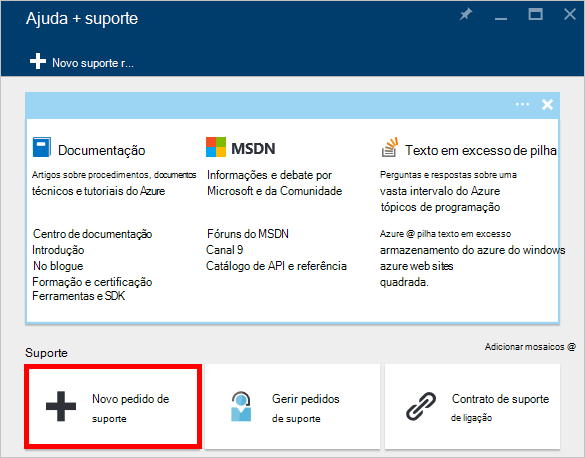 Ajuda + suporte
Novo suporte r...
Documentação
Artigos sobre procedimentos, documentos
técnicos e tutoriais do Azure
Centro de documentação
Introdução
No blogue
Formação e certificação
Ferramentas e SDK
MSDN
Informações e debate por
Microsoft e da Comunidade
Fóruns do MSDN
Canal 9
Catálogo de API e referência
Texto em excesso de pilha
Perguntas e respostas sobre uma
vasta intervalo do Azure
tópicos de programação
Azure @ pilha texto em excesso
armazenamento do azure do windows
azure web sites
quadrada.
Suporte
Adicionar mosaicos @
Novo pedido de
suporte
Gerir pedidos
de suporte
Contrato de suporte
de ligação